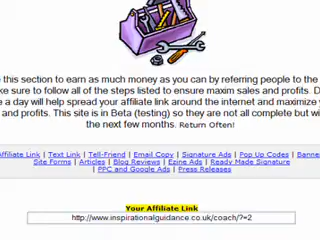 this section to earn as much money as you can by referring people to the
sure to follow all of the steps listed to ensure maxim sales and profits.
a day will help spread your affiliate link around the internet and maximize
and profits. This site is in Beta (testing) so they are not all complete but
the next few months. Return Often!
Affiliate Link | Text Link | Tell-Friend | Email Copy | Signature Ads | Pop Up Codes | Banne
Site Forms | Articles | Blog Reviews | Ezine Ads | Ready Made Signature
| PPC and Google Ads | Press Releases
Your Affiliate Link
http://www.inspirationalguidance.co.uk/coach/?=2